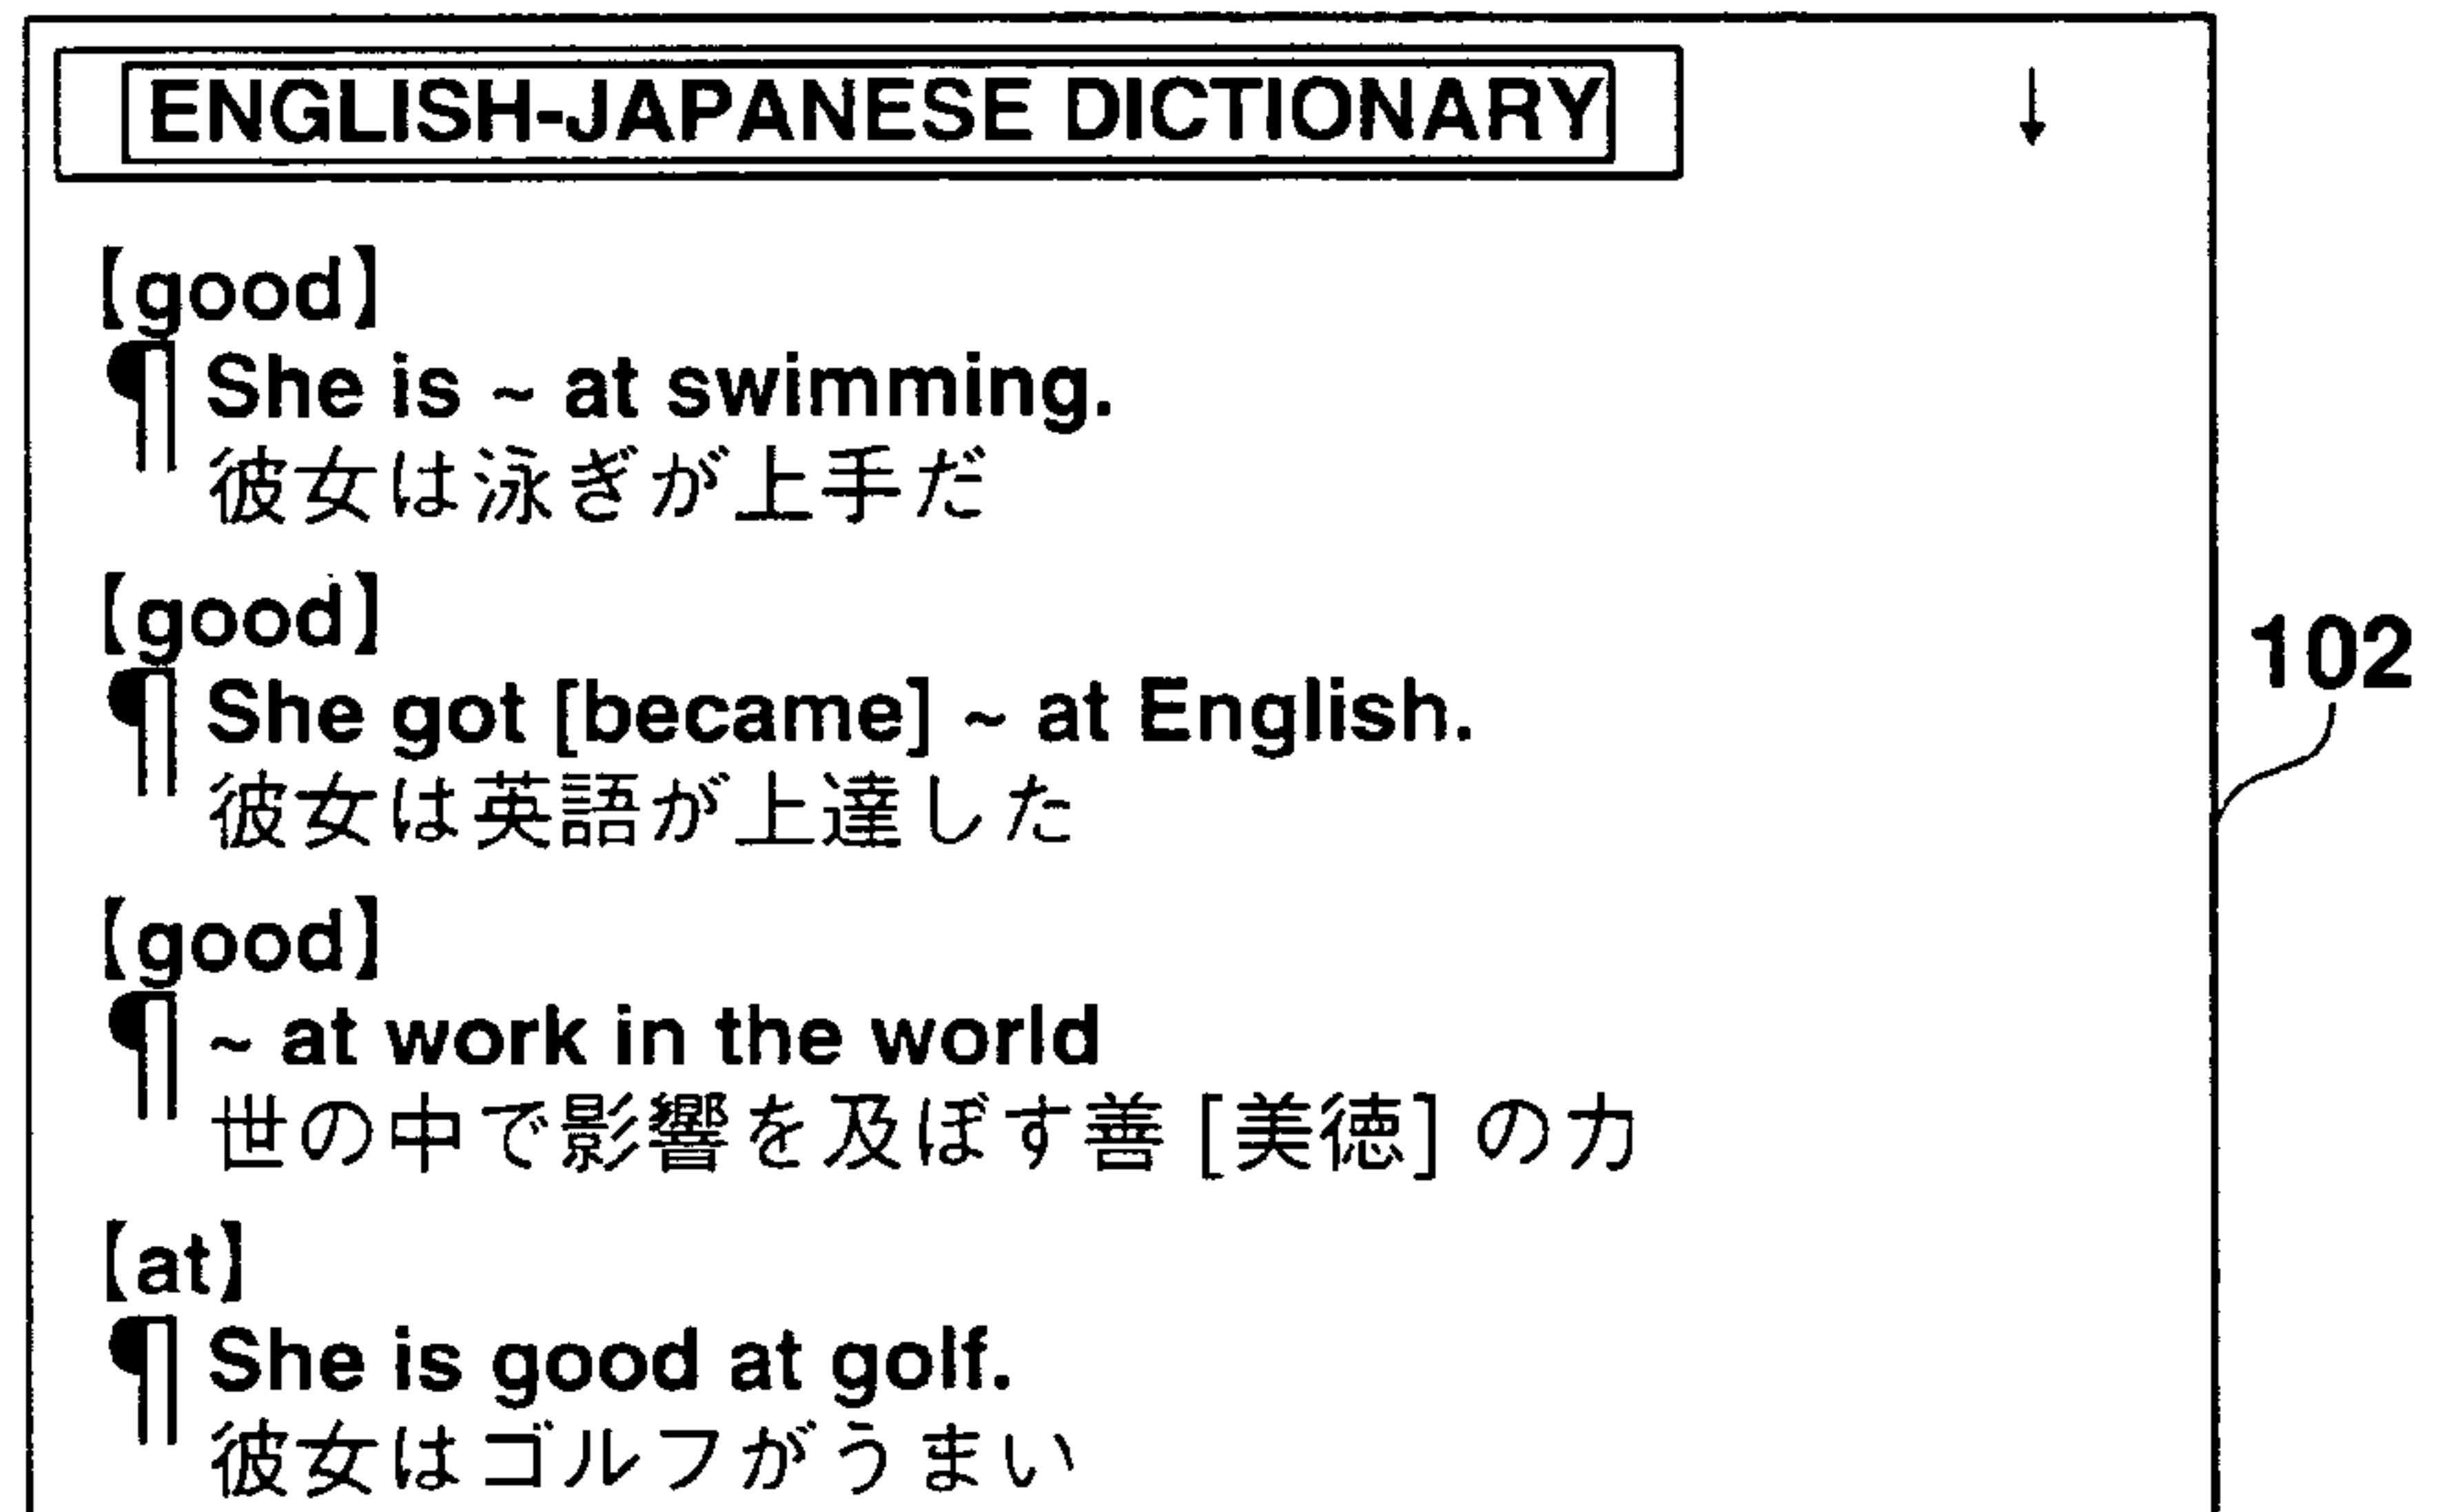 ENGLISH-JAPANESE DICTIONARY ↓
【good】
¶ She is ~ at swimming.
彼女は泳ぎが上手だ
【good】
102
¶ She got [became] ~ at English.
彼女は英語が上達した
【good】
¶ ~ at work in the world
世の中で影響を及ぼす善［美徳］の力
【at】
¶ She is good at golf.
彼女はゴルフがうまい